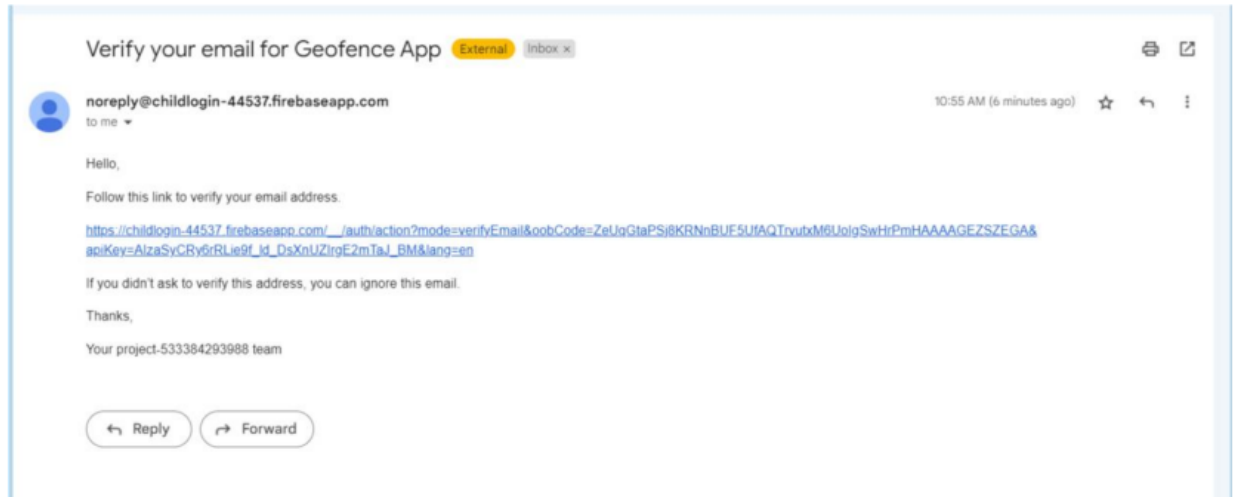 Verify your email for Geofence App External Inbox ×
noreply@childlogin-44537.firebaseapp.com 10:55 AM (6 minutes ago)
to me
Hello,
Follow this link to verify your email address.
https://childlogin-44537.firebaseapp.com/__/auth/action?mode=verifyEmail&oobCode=ZeUqGtaPSj8KRNnBUF5UfAQTryutxM6UolgSwHrPmHAAAAGEZSZEGA&
apiKey=AIzaSyCRy6rRLie9f_ld_DsXnUZlrgE2mTaJ_BM&lang=en
If you didn't ask to verify this address, you can ignore this email.
Thanks,
Your project-533384293988 team
Reply Forward